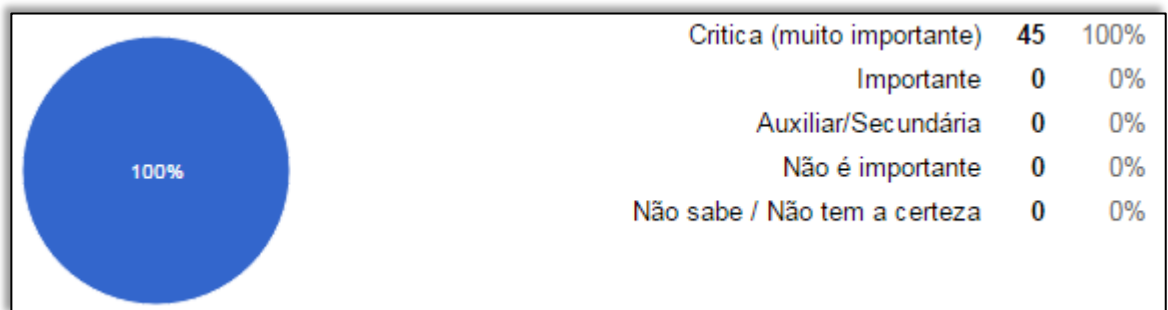 Critica (muito importante) 45 100%
Importante 0 0%
Auxiliar/Secundária 0 0%
100%
Não é importante 0 0%
Não sabe / Não tem a certeza 0 0%